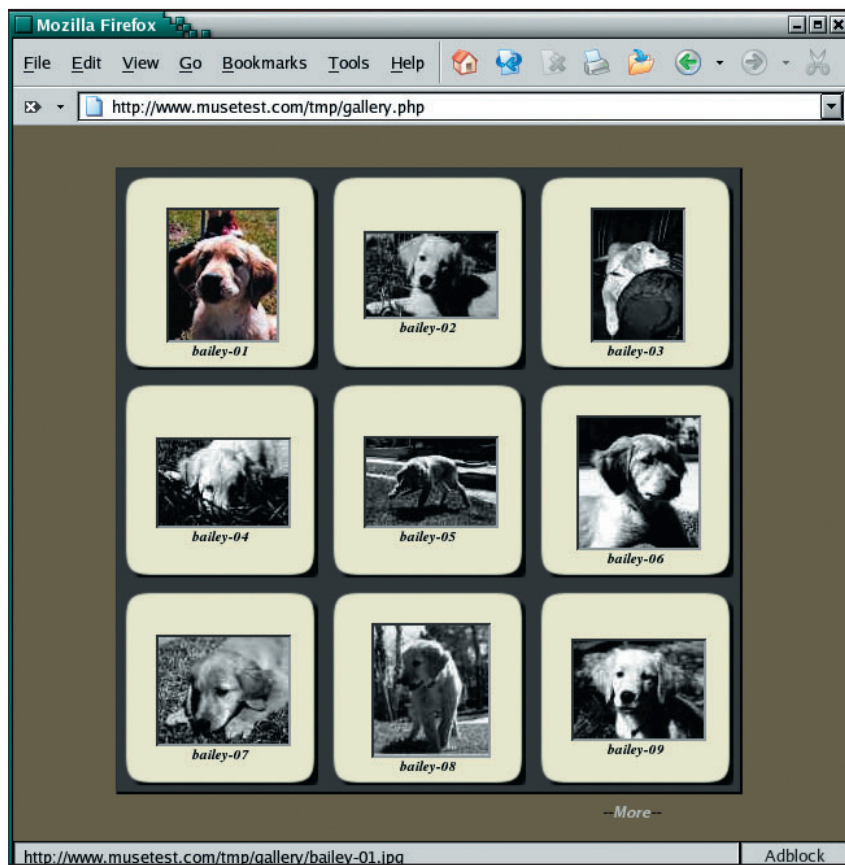 Mozilla Firefox
File Edit View Go Bookmarks Tools Help
http://www.musetest.com/tmp/gallery.php
bailey-01
bailey-02
bailey-03
bailey-04
bailey-05
bailey-06
bailey-07
bailey-08
bailey-09
--More--
http://www.musetest.com/tmp/gallery/bailey-01.jpg
Adblock